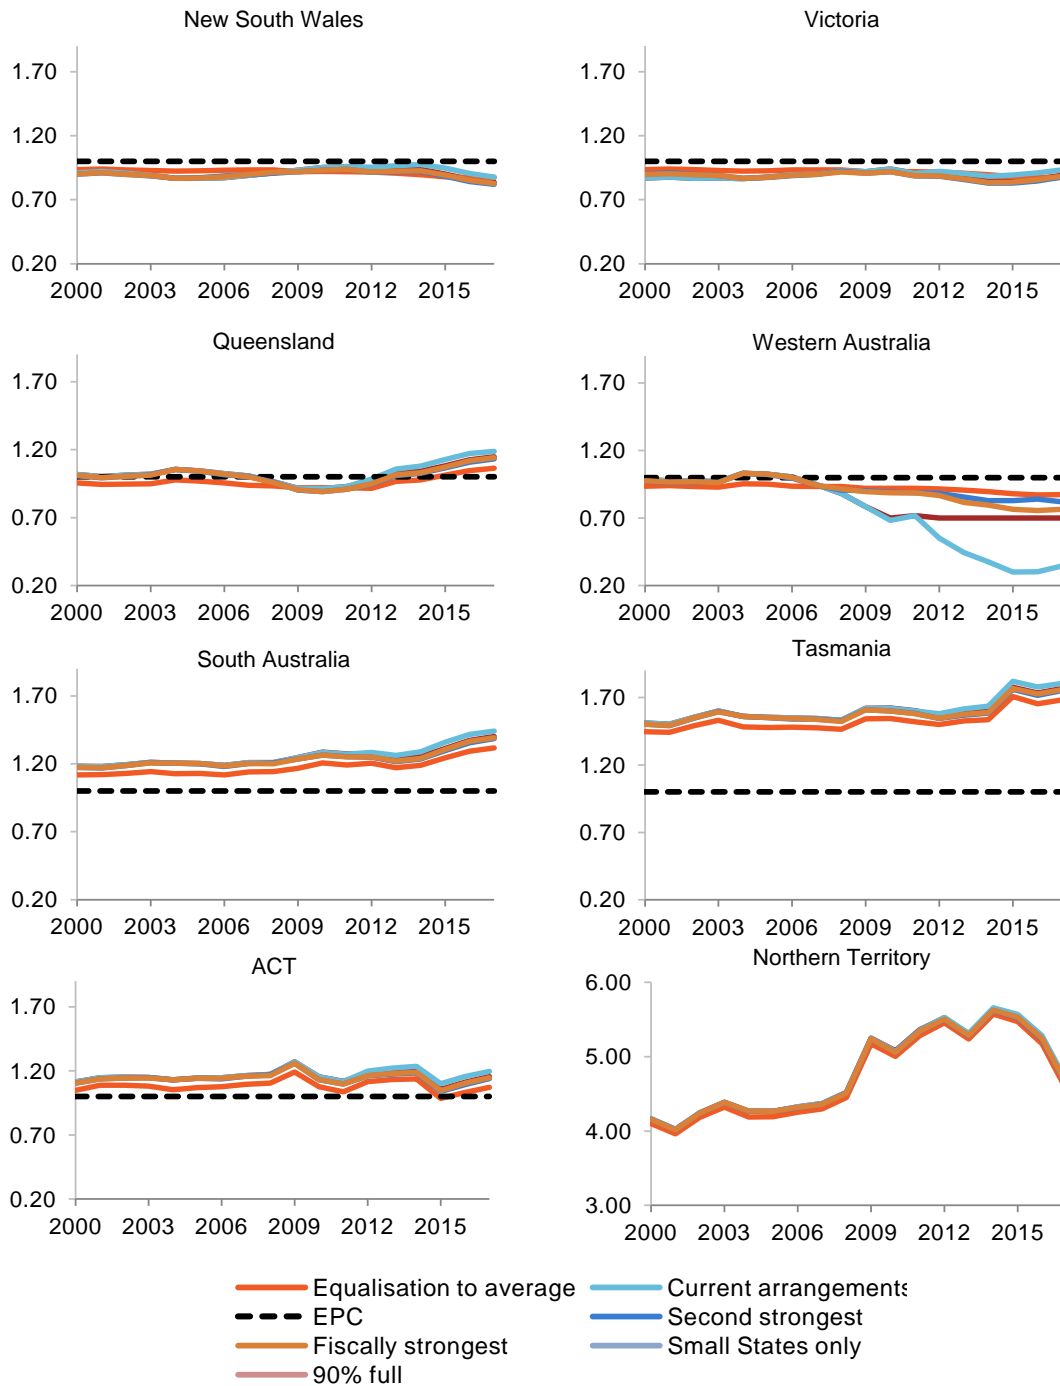 New South Wales
1.70
1.20
0.70
0.20
2000 2003 2006 2009 2012 2015
Victoria
1.70
1.20
0.70
0.20
2000 2003 2006 2009 2012 2015
Queensland
1.70
1.20
0.70
0.20
2000 2003 2006 2009 2012 2015
Western Australia
1.70
1.20
0.70
0.20
2000 2003 2006 2009 2012 2015
South Australia
1.70
1.20
0.70
0.20
2000 2003 2006 2009 2012 2015
Tasmania
1.70
1.20
0.70
0.20
2000 2003 2006 2009 2012 2015
ACT
1.70
1.20
0.70
0.20
2000 2003 2006 2009 2012 2015
Northern Territory
6.00
5.00
4.00
3.00
2000 2003 2006 2009 2012 2015
Equalisation to average
Current arrangements
EPC
Second strongest
Fiscally strongest
Small States only
90% full